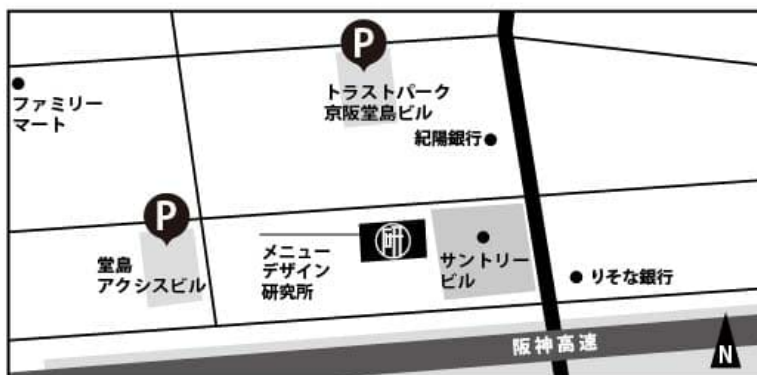 P
トラストパーク
京阪堂島ビル
ファミリー
マート
紀陽銀行
P
堂島
アクシスビル
メニュー
デザイン
研究所
研
サントリー
ビル
りそな銀行
阪神高速
N